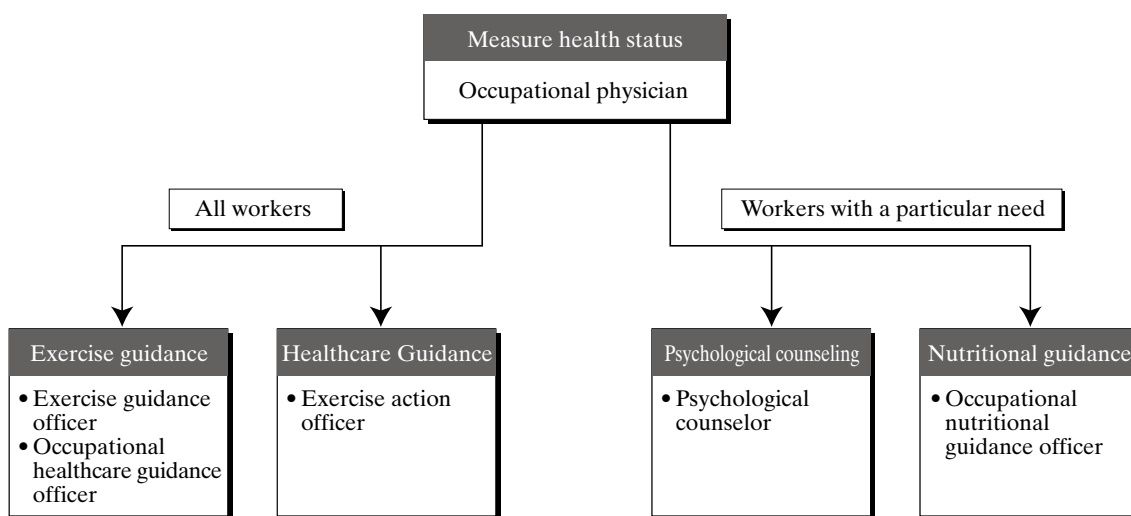 Measure health status
Occupational physician
All workers
Workers with a particular need
Exercise guidance
• Exercise guidance
officer
• Occupational
healthcare guidance
officer
Healthcare Guidance
• Exercise action
officer
Psychological counseling
• Psychological
counselor
Nutritional guidance
• Occupational
nutritional
guidance officer